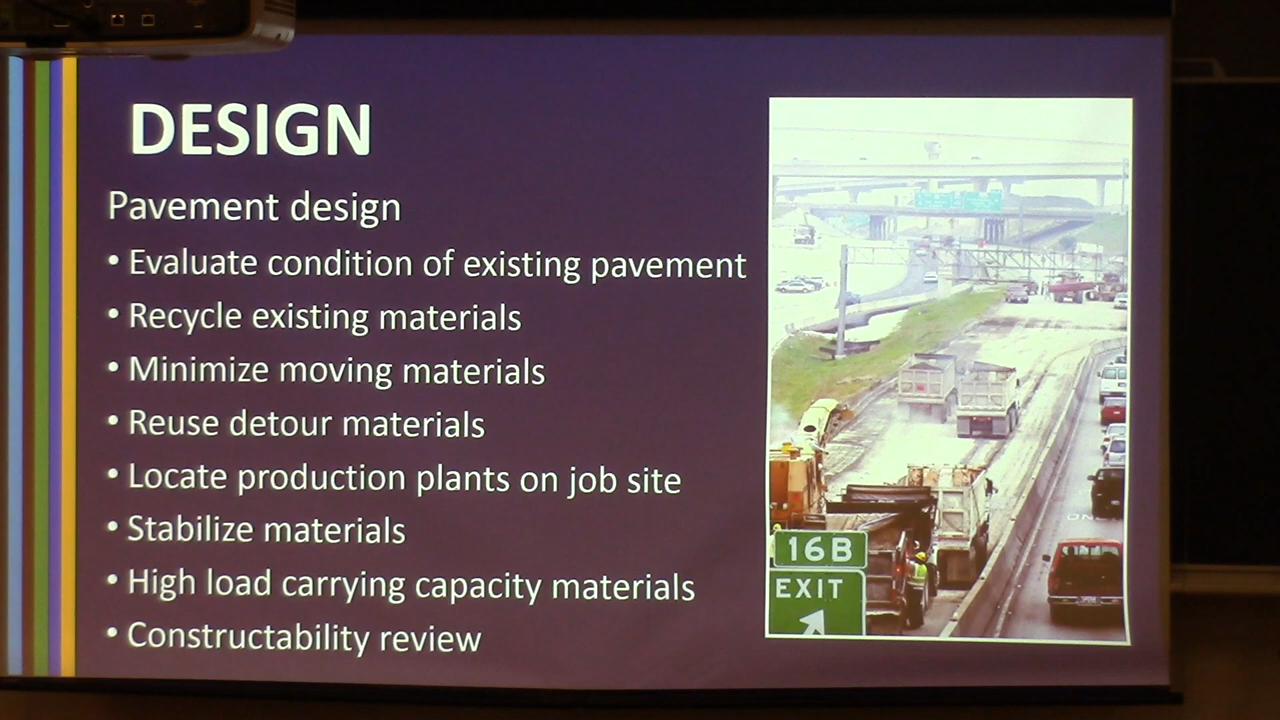 DESIGN
Pavement design
• Evaluate condition of existing pavement
• Recycle existing materials
• Minimize moving materials
• Reuse detour materials
• Locate production plants on job site
• Stabilize materials
• High load carrying capacity materials
• Constructability review
16B
EXIT